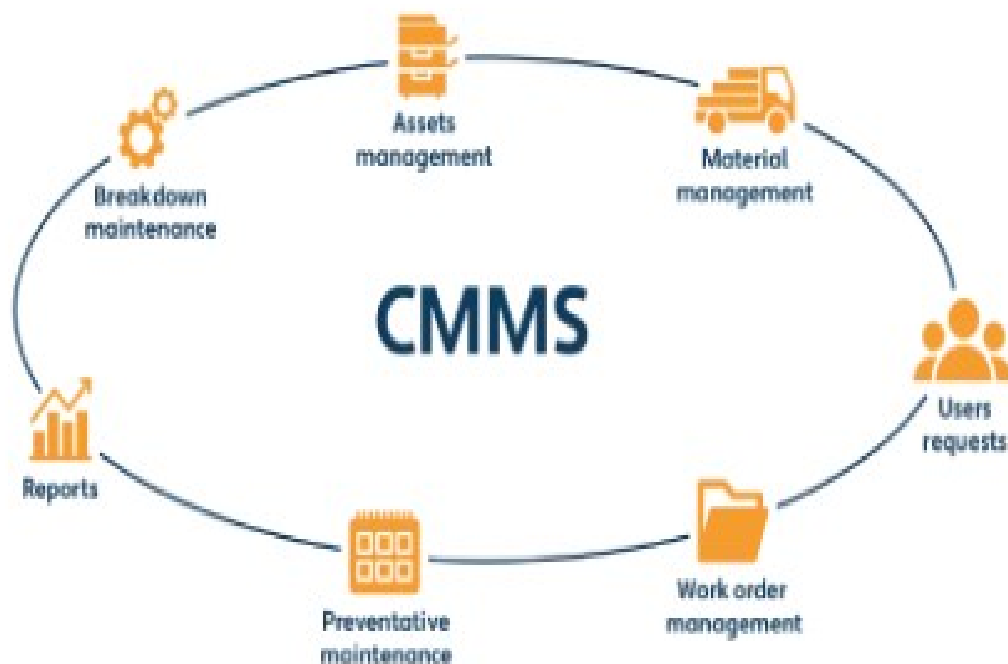 Assets
management
Material
management
Breakdown
maintenance
CMMS
Users
requests
Reports
Work order
management
Preventative
maintenance